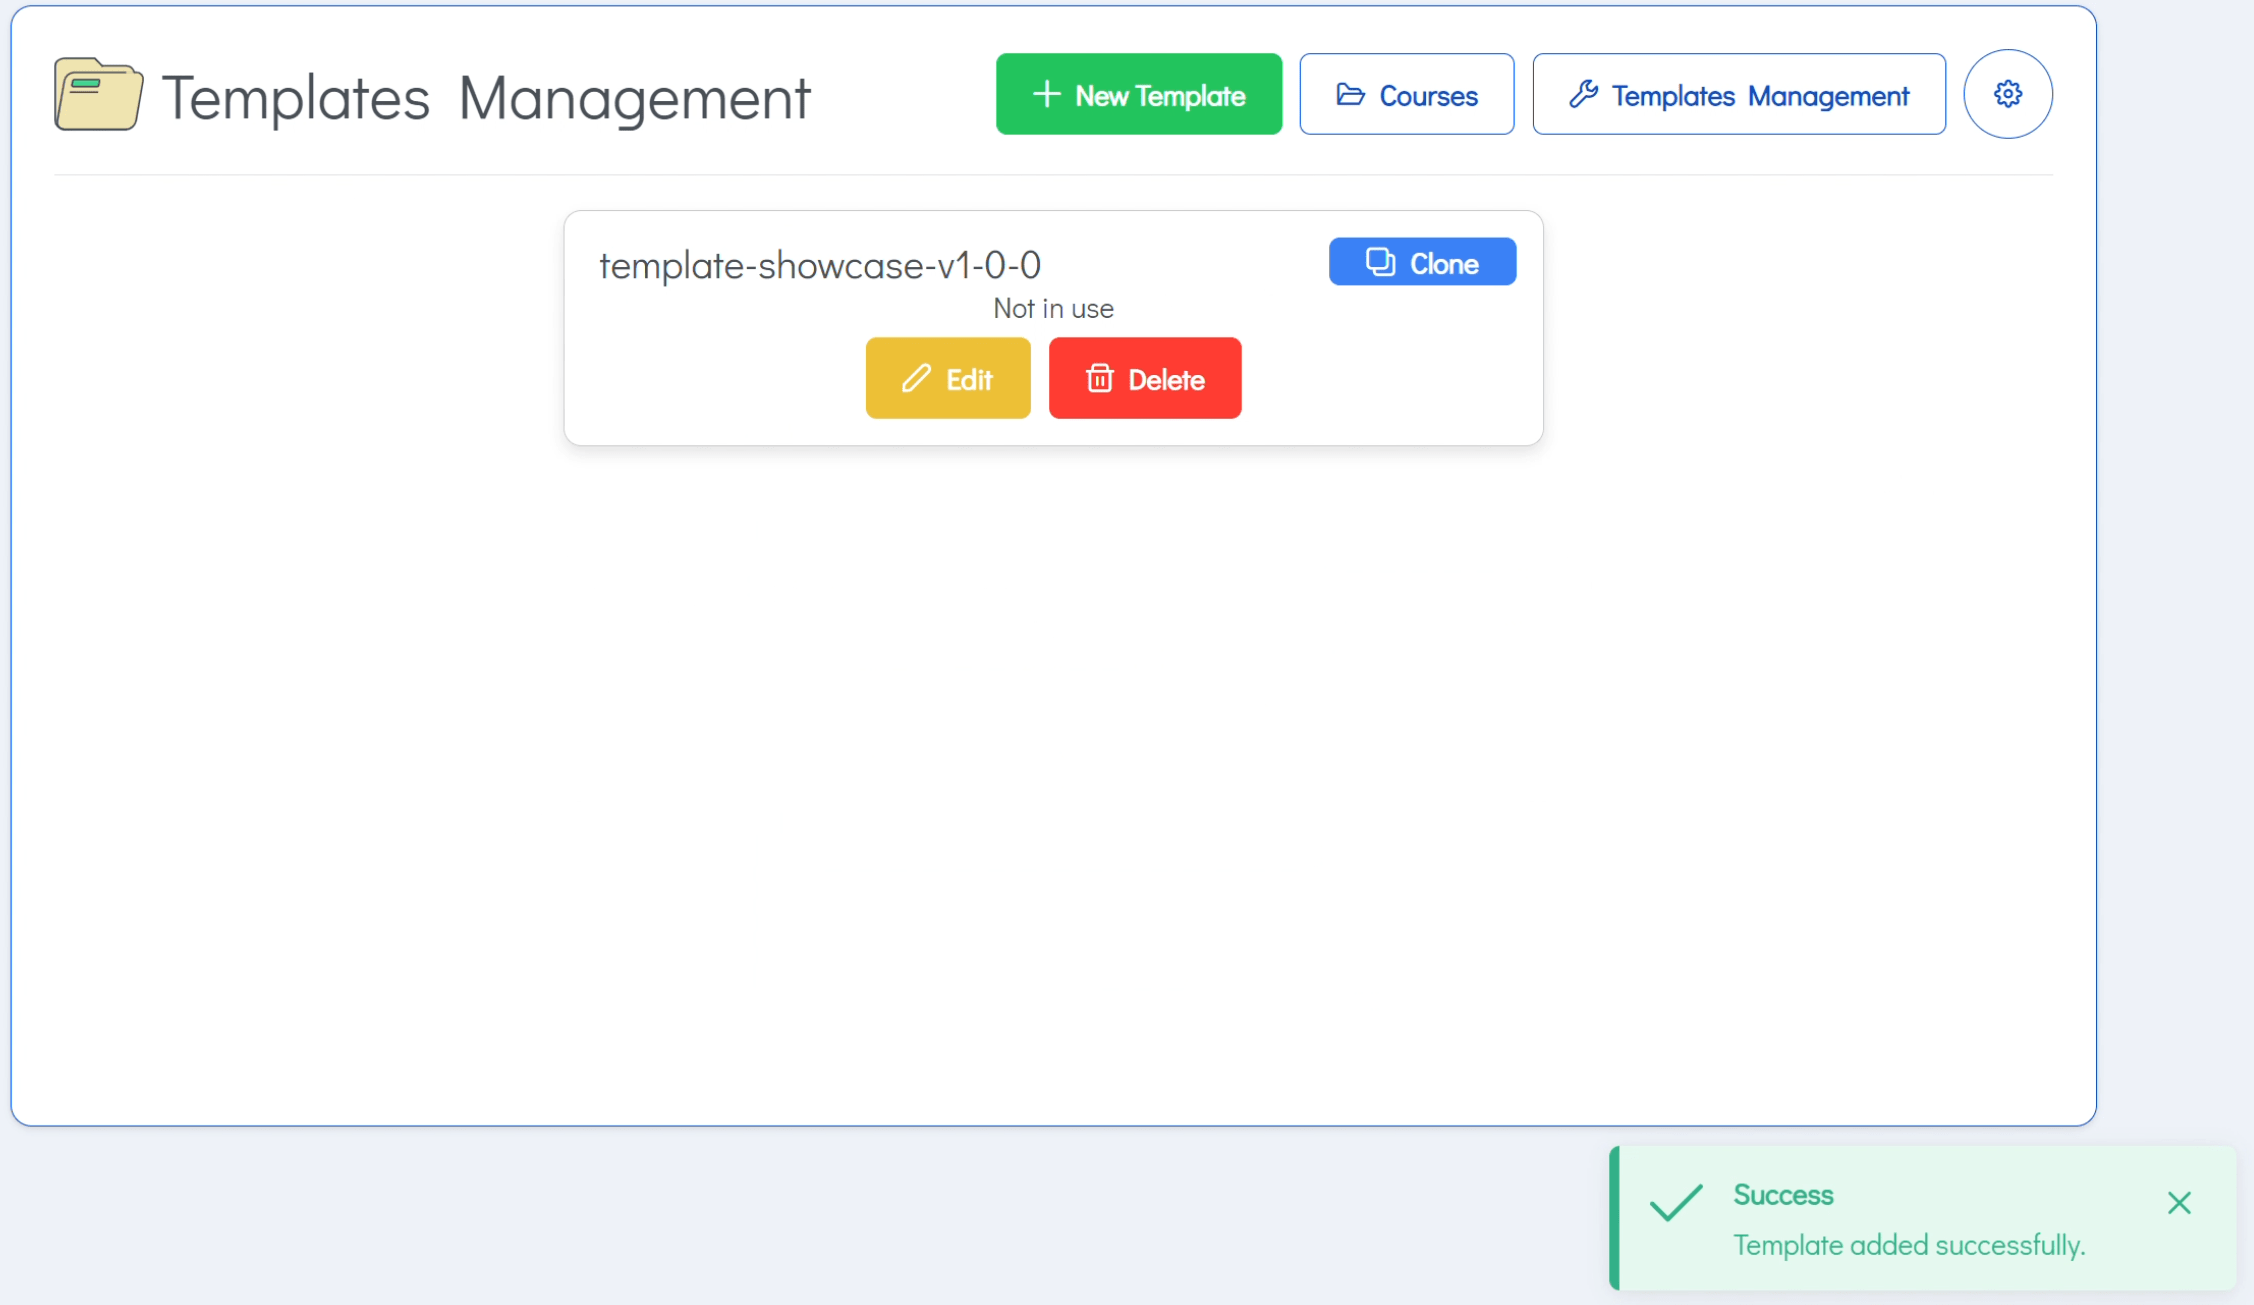 Templates Management
New Template
Courses
Templates Management
template-showcase-v1-0-0
Clone
Not in use
Edit
Delete
Success
Template added successfully.